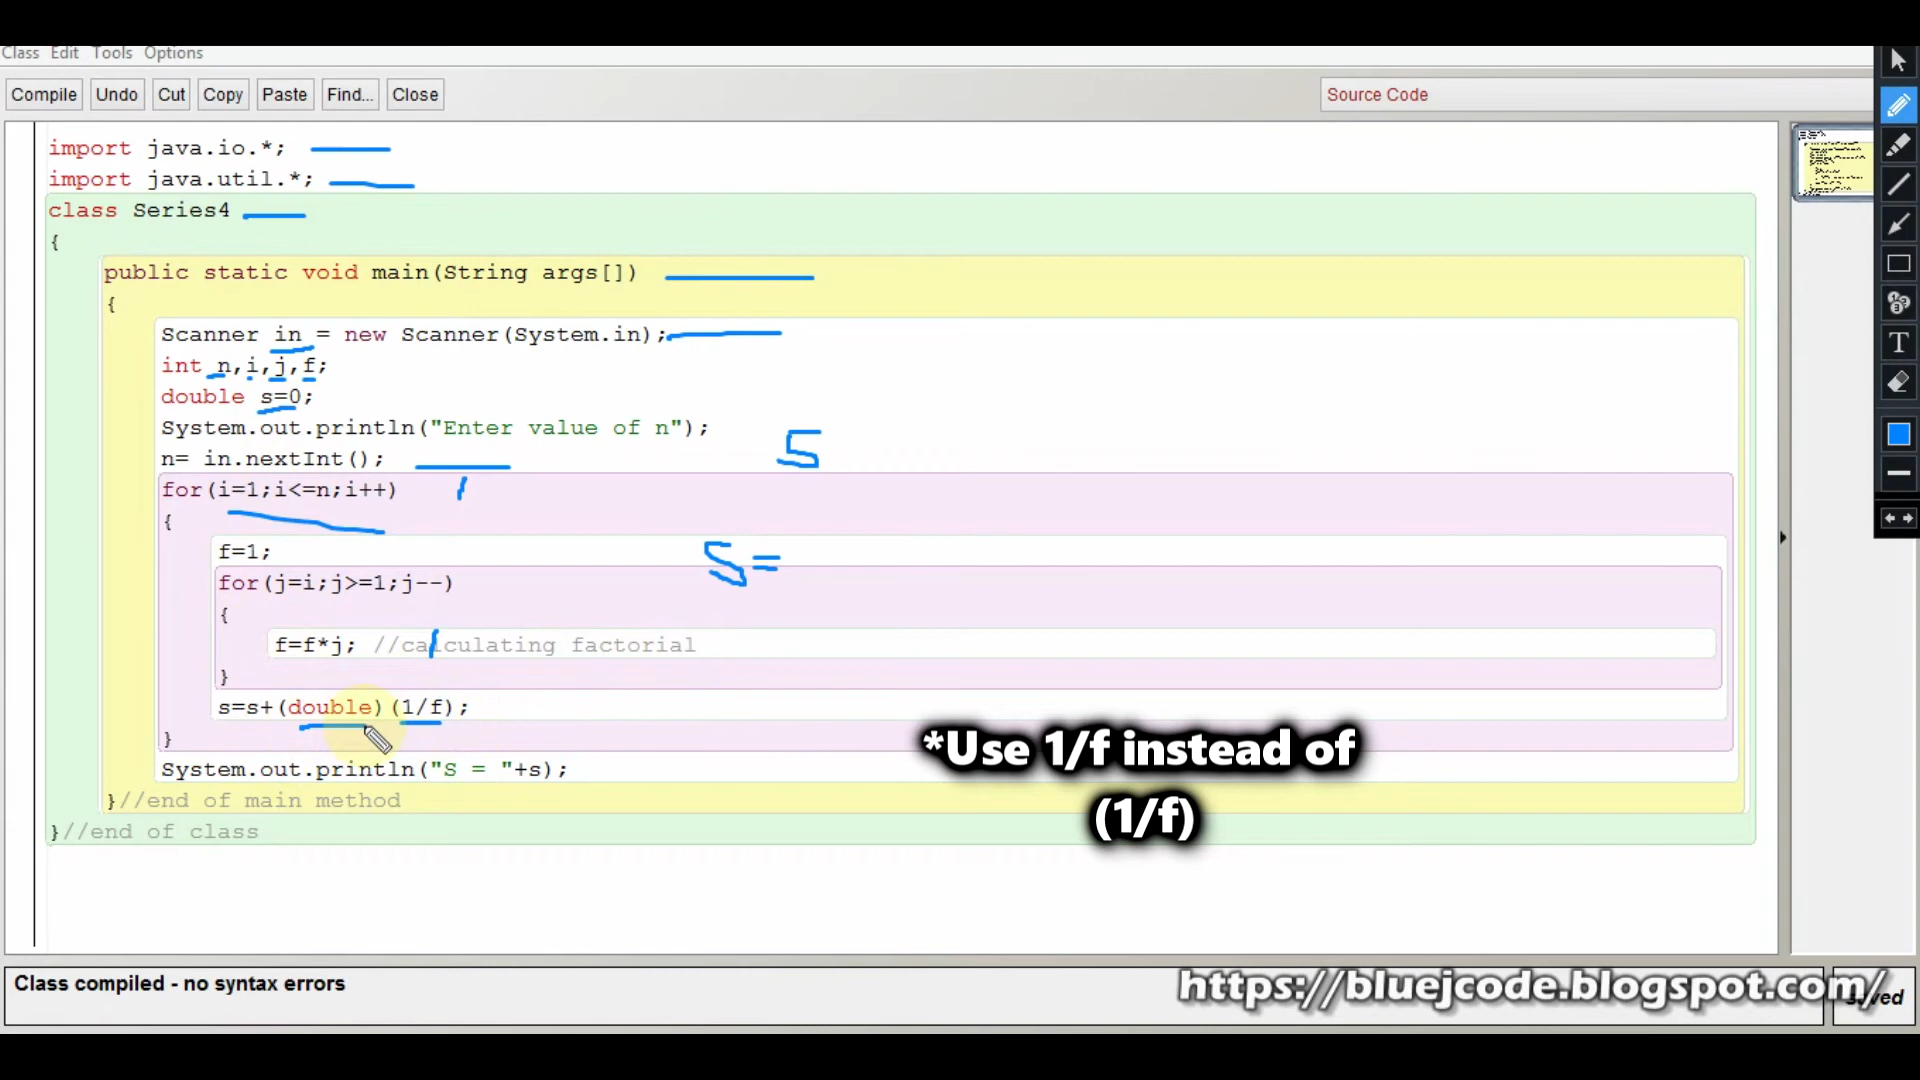 Class Edit Tools Options
Compile Undo Cut Copy Paste Find... Close Source Code
import java.io.*;
import java.util.*;
class Series4
{
public static void main(String args[])
{
Scanner in = new Scanner(System.in);
int n,i,j,f;
double s=0;
System.out.println("Enter value of n");
5
n= in.nextInt();
for(i=1;i<=n;i++) 1
{
f=1;
S=
for(j=i;j>=1;j--)
{
f=f*j; //calculating factorial
1
}
s=s+(double)(1/f);
}
*Use 1/f instead of
(1/f)
System.out.println("S = "+s);
}//end of main method
}//end of class
Class compiled - no syntax errors
https://bluejcode.blogspot.com/
saved